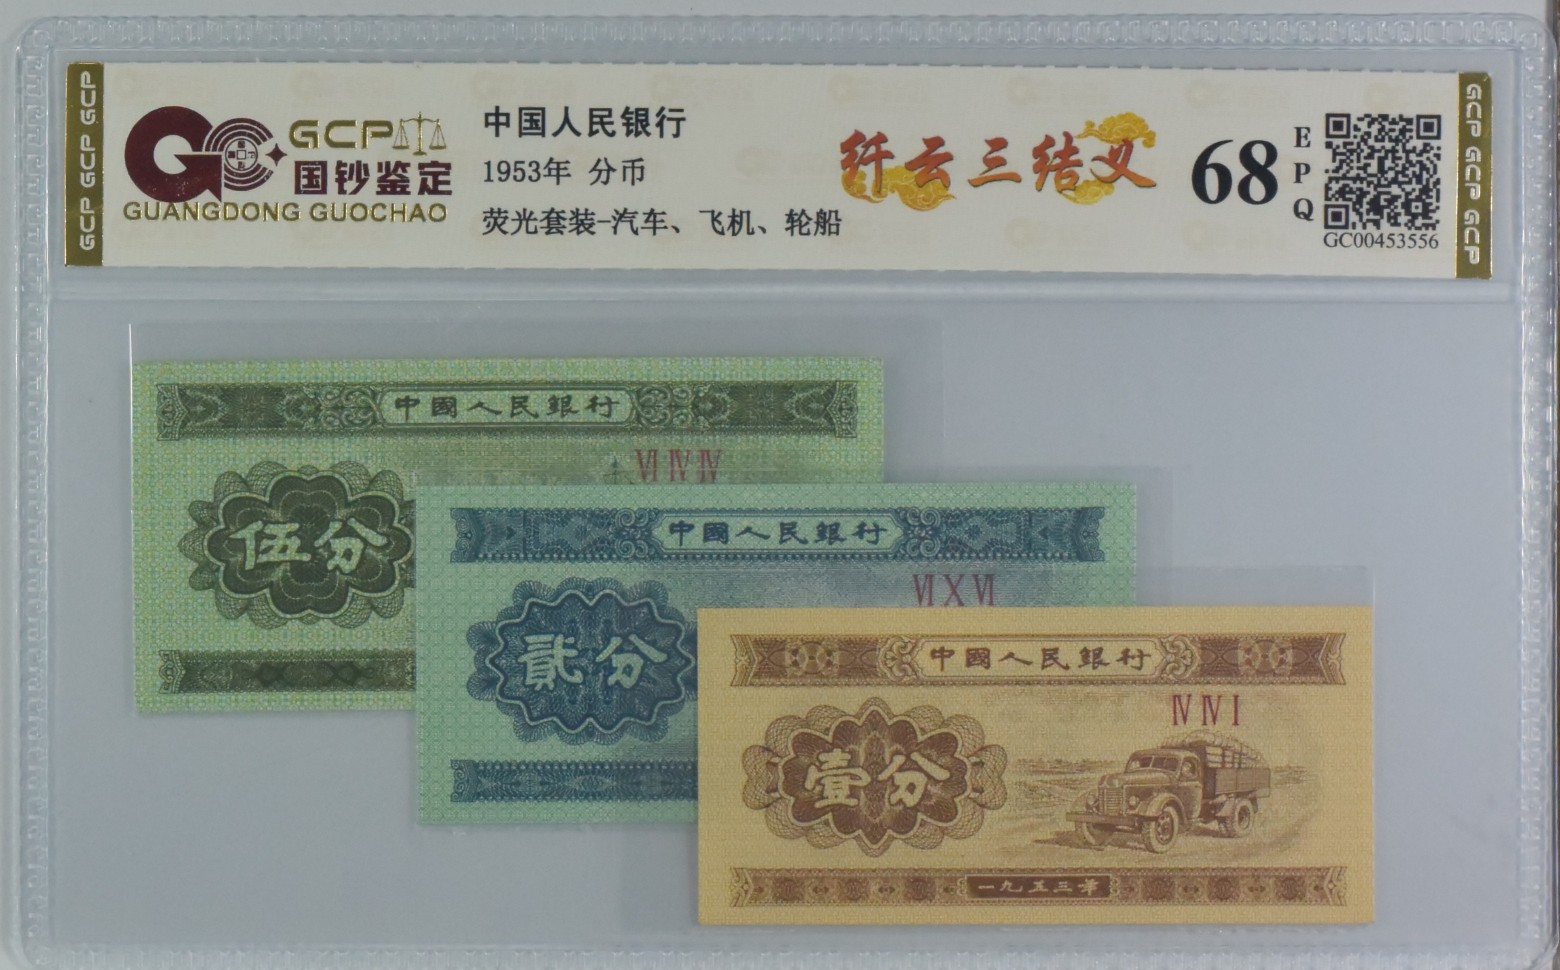 GCP GCP GCP
GCP
国钞鉴定
GUANGDONG GUOCHAO
中国人民银行
1953年 分币
荧光套装-汽车、飞机、轮船
纤云三结义
68
EPQ
GC00453556
GCP GCP GCP
中國人民銀行
VI IV IV
伍分
中國人民銀行
VI X VI
貳分
中國人民銀行
IV IV I
壹分
一九五三年